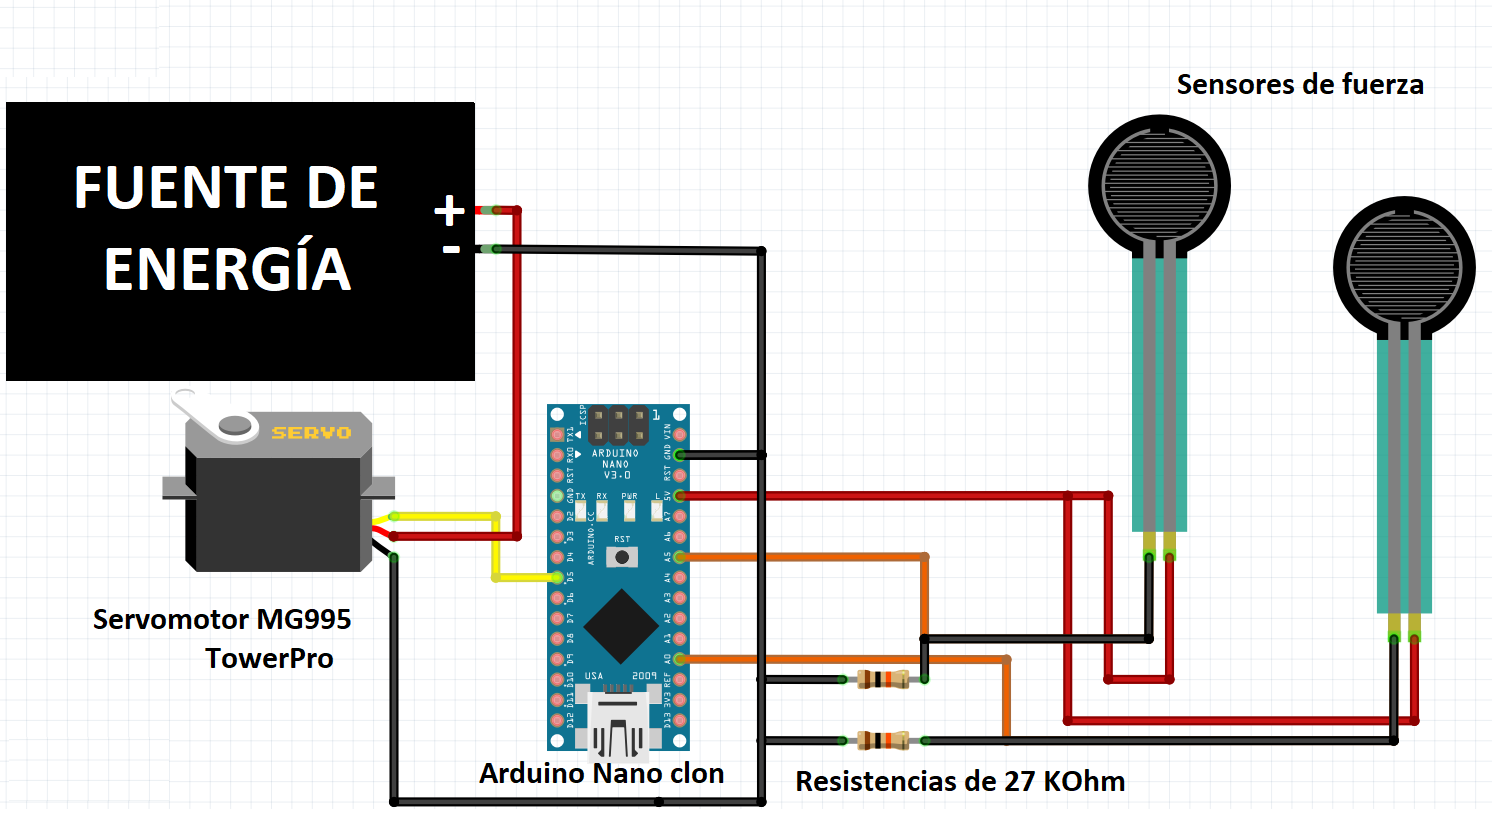 Sensores de fuerza
FUENTE DE
ENERGÍA
+
-
SERVO
Servomotor MG995
TowerPro
ICSP
1
ARDUINO
NANO
V3.0
TX1
RX0
RST
GND
D2
D3
D4
D5
D6
D7
D8
D9
D10
D11
D12
VIN
GND
RST
5V
A7
A6
A5
A4
A3
A2
A1
A0
REF
3V3
D13
TX RX PWR L
ARDUINO.CC
RST
USA 2009
Arduino Nano clon
Resistencias de 27 KOhm